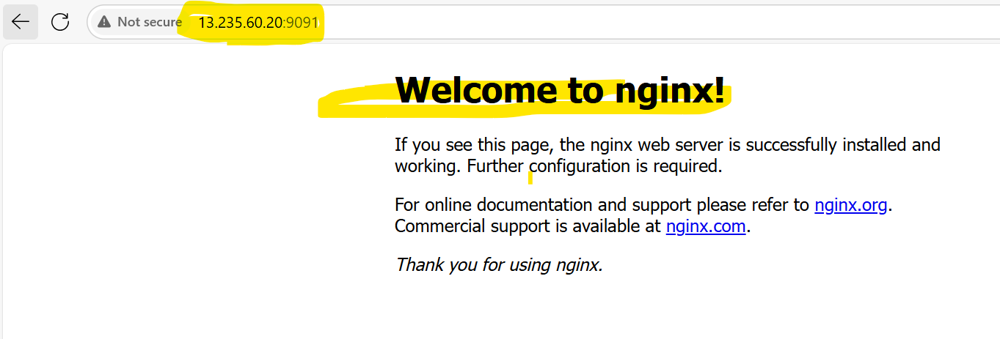 Not secure 13.235.60.20:9091
Welcome to nginx!
If you see this page, the nginx web server is successfully installed and
working. Further configuration is required.
For online documentation and support please refer to nginx.org.
Commercial support is available at nginx.com.
Thank you for using nginx.